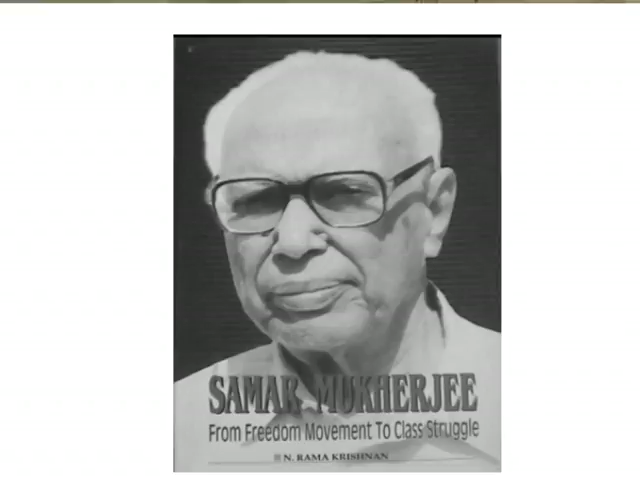 SAMAR MUKHERJEE
From Freedom Movement To Class Struggle
N. RAMA KRISHNAN